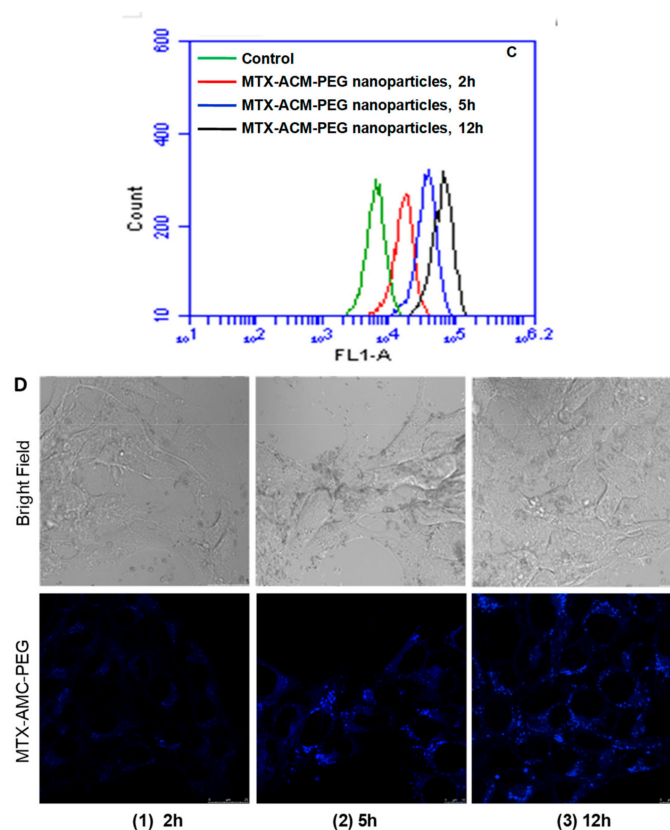 600
C
Control
MTX-ACM-PEG nanoparticles, 2h
MTX-ACM-PEG nanoparticles, 5h
MTX-ACM-PEG nanoparticles, 12h
400
Count
200
10
10^1 10^2 10^3 10^4 10^5 10^6.2
FL1-A
D
Bright Field
MTX-AMC-PEG
(1) 2h (2) 5h (3) 12h